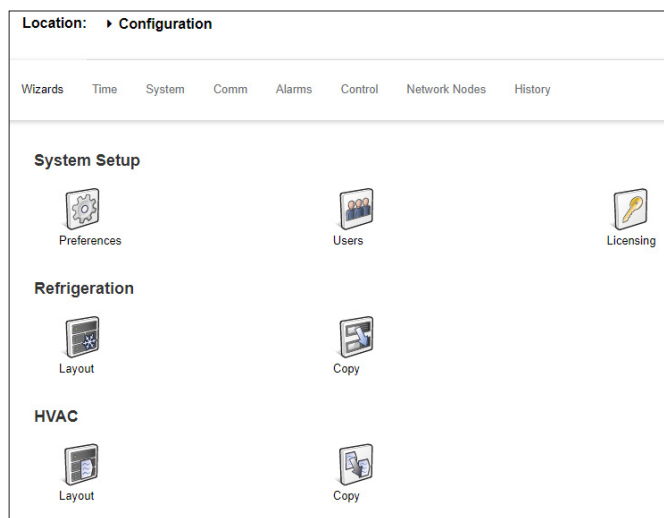 Location: ▸ Configuration
Wizards Time System Comm Alarms Control Network Nodes History
System Setup
Preferences Users Licensing
Refrigeration
Layout Copy
HVAC
Layout Copy